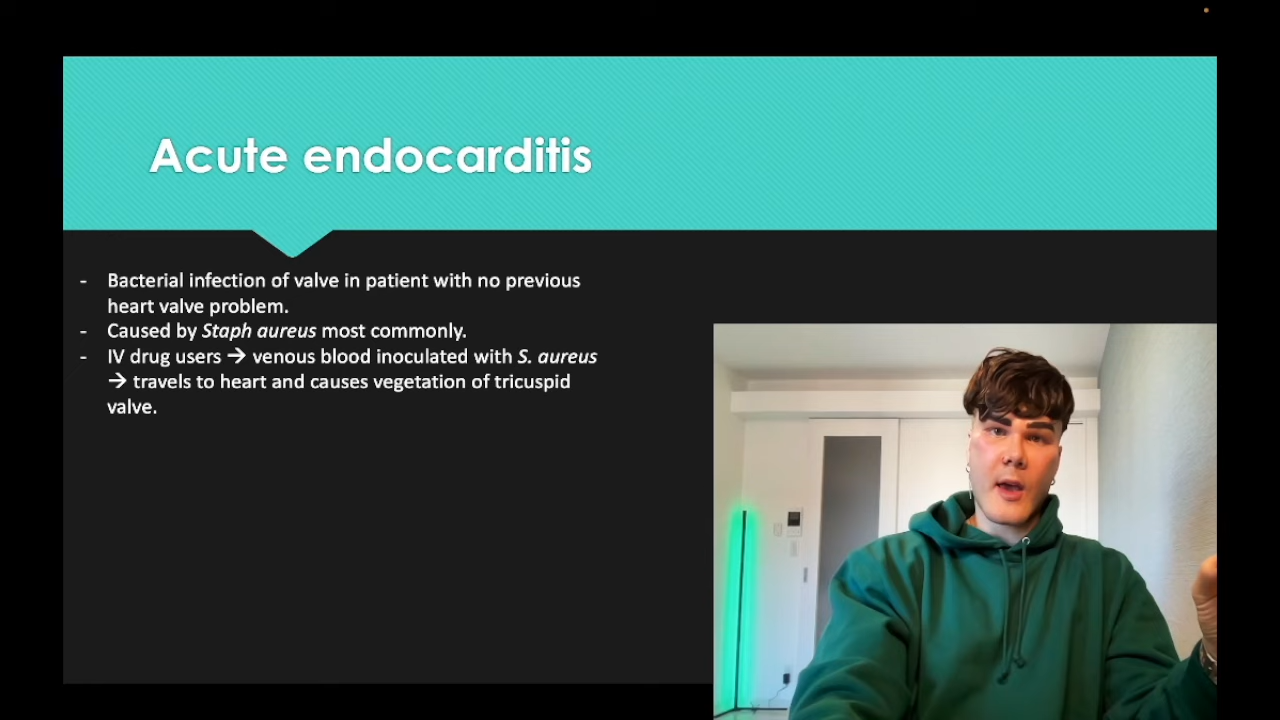 Acute endocarditis
- Bacterial infection of valve in patient with no previous
heart valve problem.
- Caused by Staph aureus most commonly.
- IV drug users → venous blood inoculated with S. aureus
→ travels to heart and causes vegetation of tricuspid
valve.